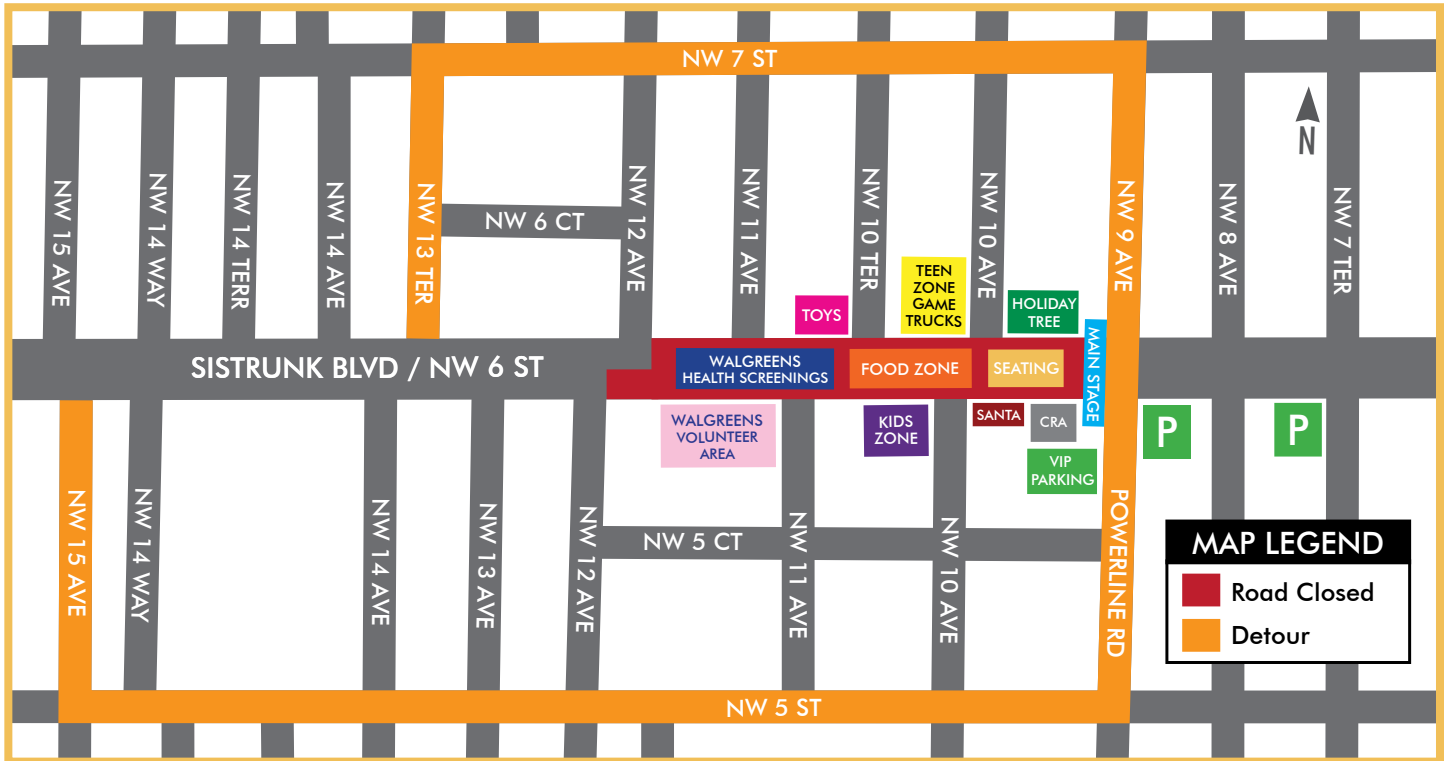 NW 7 ST
N
NW 15 AVE
NW 14 WAY
NW 14 TERR
NW 14 AVE
NW 13 TER
NW 6 CT
NW 12 AVE
NW 11 AVE
NW 10 TER
NW 10 AVE
NW 9 AVE
NW 8 AVE
NW 7 TER
TOYS
TEEN
ZONE
GAME
TRUCKS
HOLIDAY
TREE
SISTRUNK BLVD / NW 6 ST
WALGREENS
HEALTH SCREENINGS
FOOD ZONE
SEATING
MAIN STAGE
WALGREENS
VOLUNTEER
AREA
KIDS
ZONE
SANTA
CRA
VIP
PARKING
P
P
NW 15 AVE
NW 14 WAY
NW 14 AVE
NW 13 AVE
NW 12 AVE
NW 5 CT
NW 11 AVE
NW 10 AVE
POWERLINE RD
MAP LEGEND
Road Closed
Detour
NW 5 ST